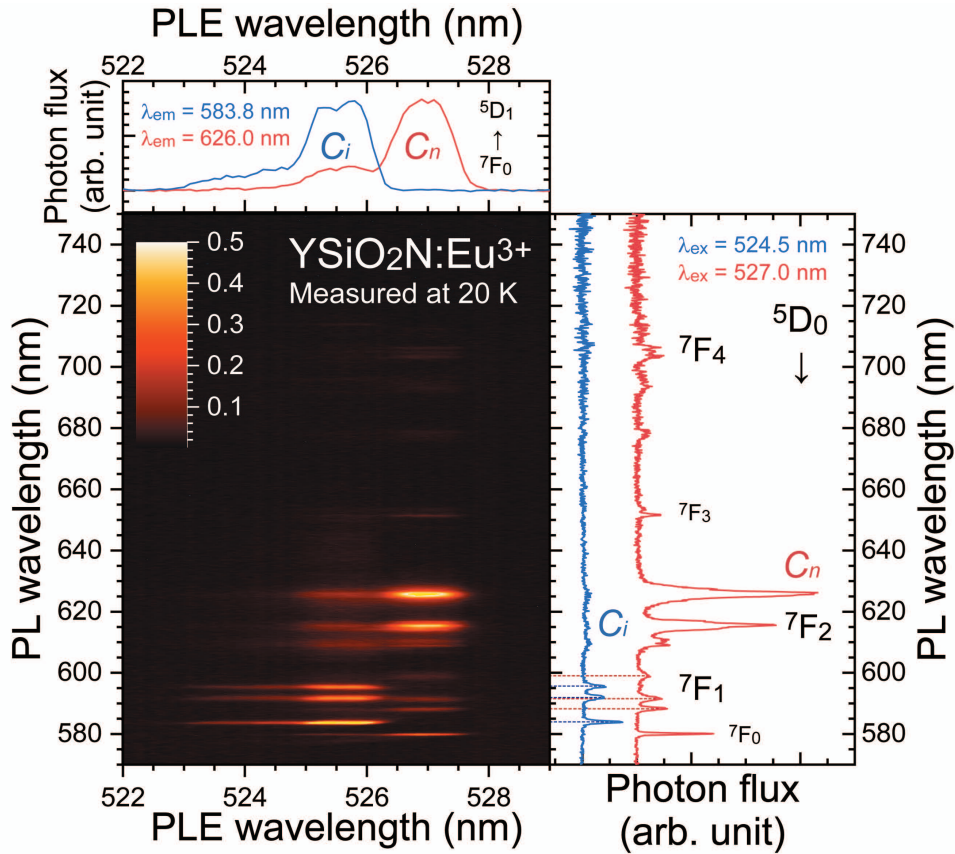 PLE wavelength (nm)
522 524 526 528
Photon flux
(arb. unit)
λem = 583.8 nm
λem = 626.0 nm
Ci
Cn
⁵D₁
↑
⁷F₀
PL wavelength (nm)
740
720
700
680
660
640
620
600
580
0.5
0.4
0.3
0.2
0.1
YSiO₂N:Eu³⁺
Measured at 20 K
522 524 526 528
PLE wavelength (nm)
λex = 524.5 nm
λex = 527.0 nm
⁵D₀
↓
⁷F₄
⁷F₃
Cn
Ci
⁷F₂
⁷F₁
⁷F₀
740
720
700
680
660
640
620
600
580
PL wavelength (nm)
Photon flux
(arb. unit)